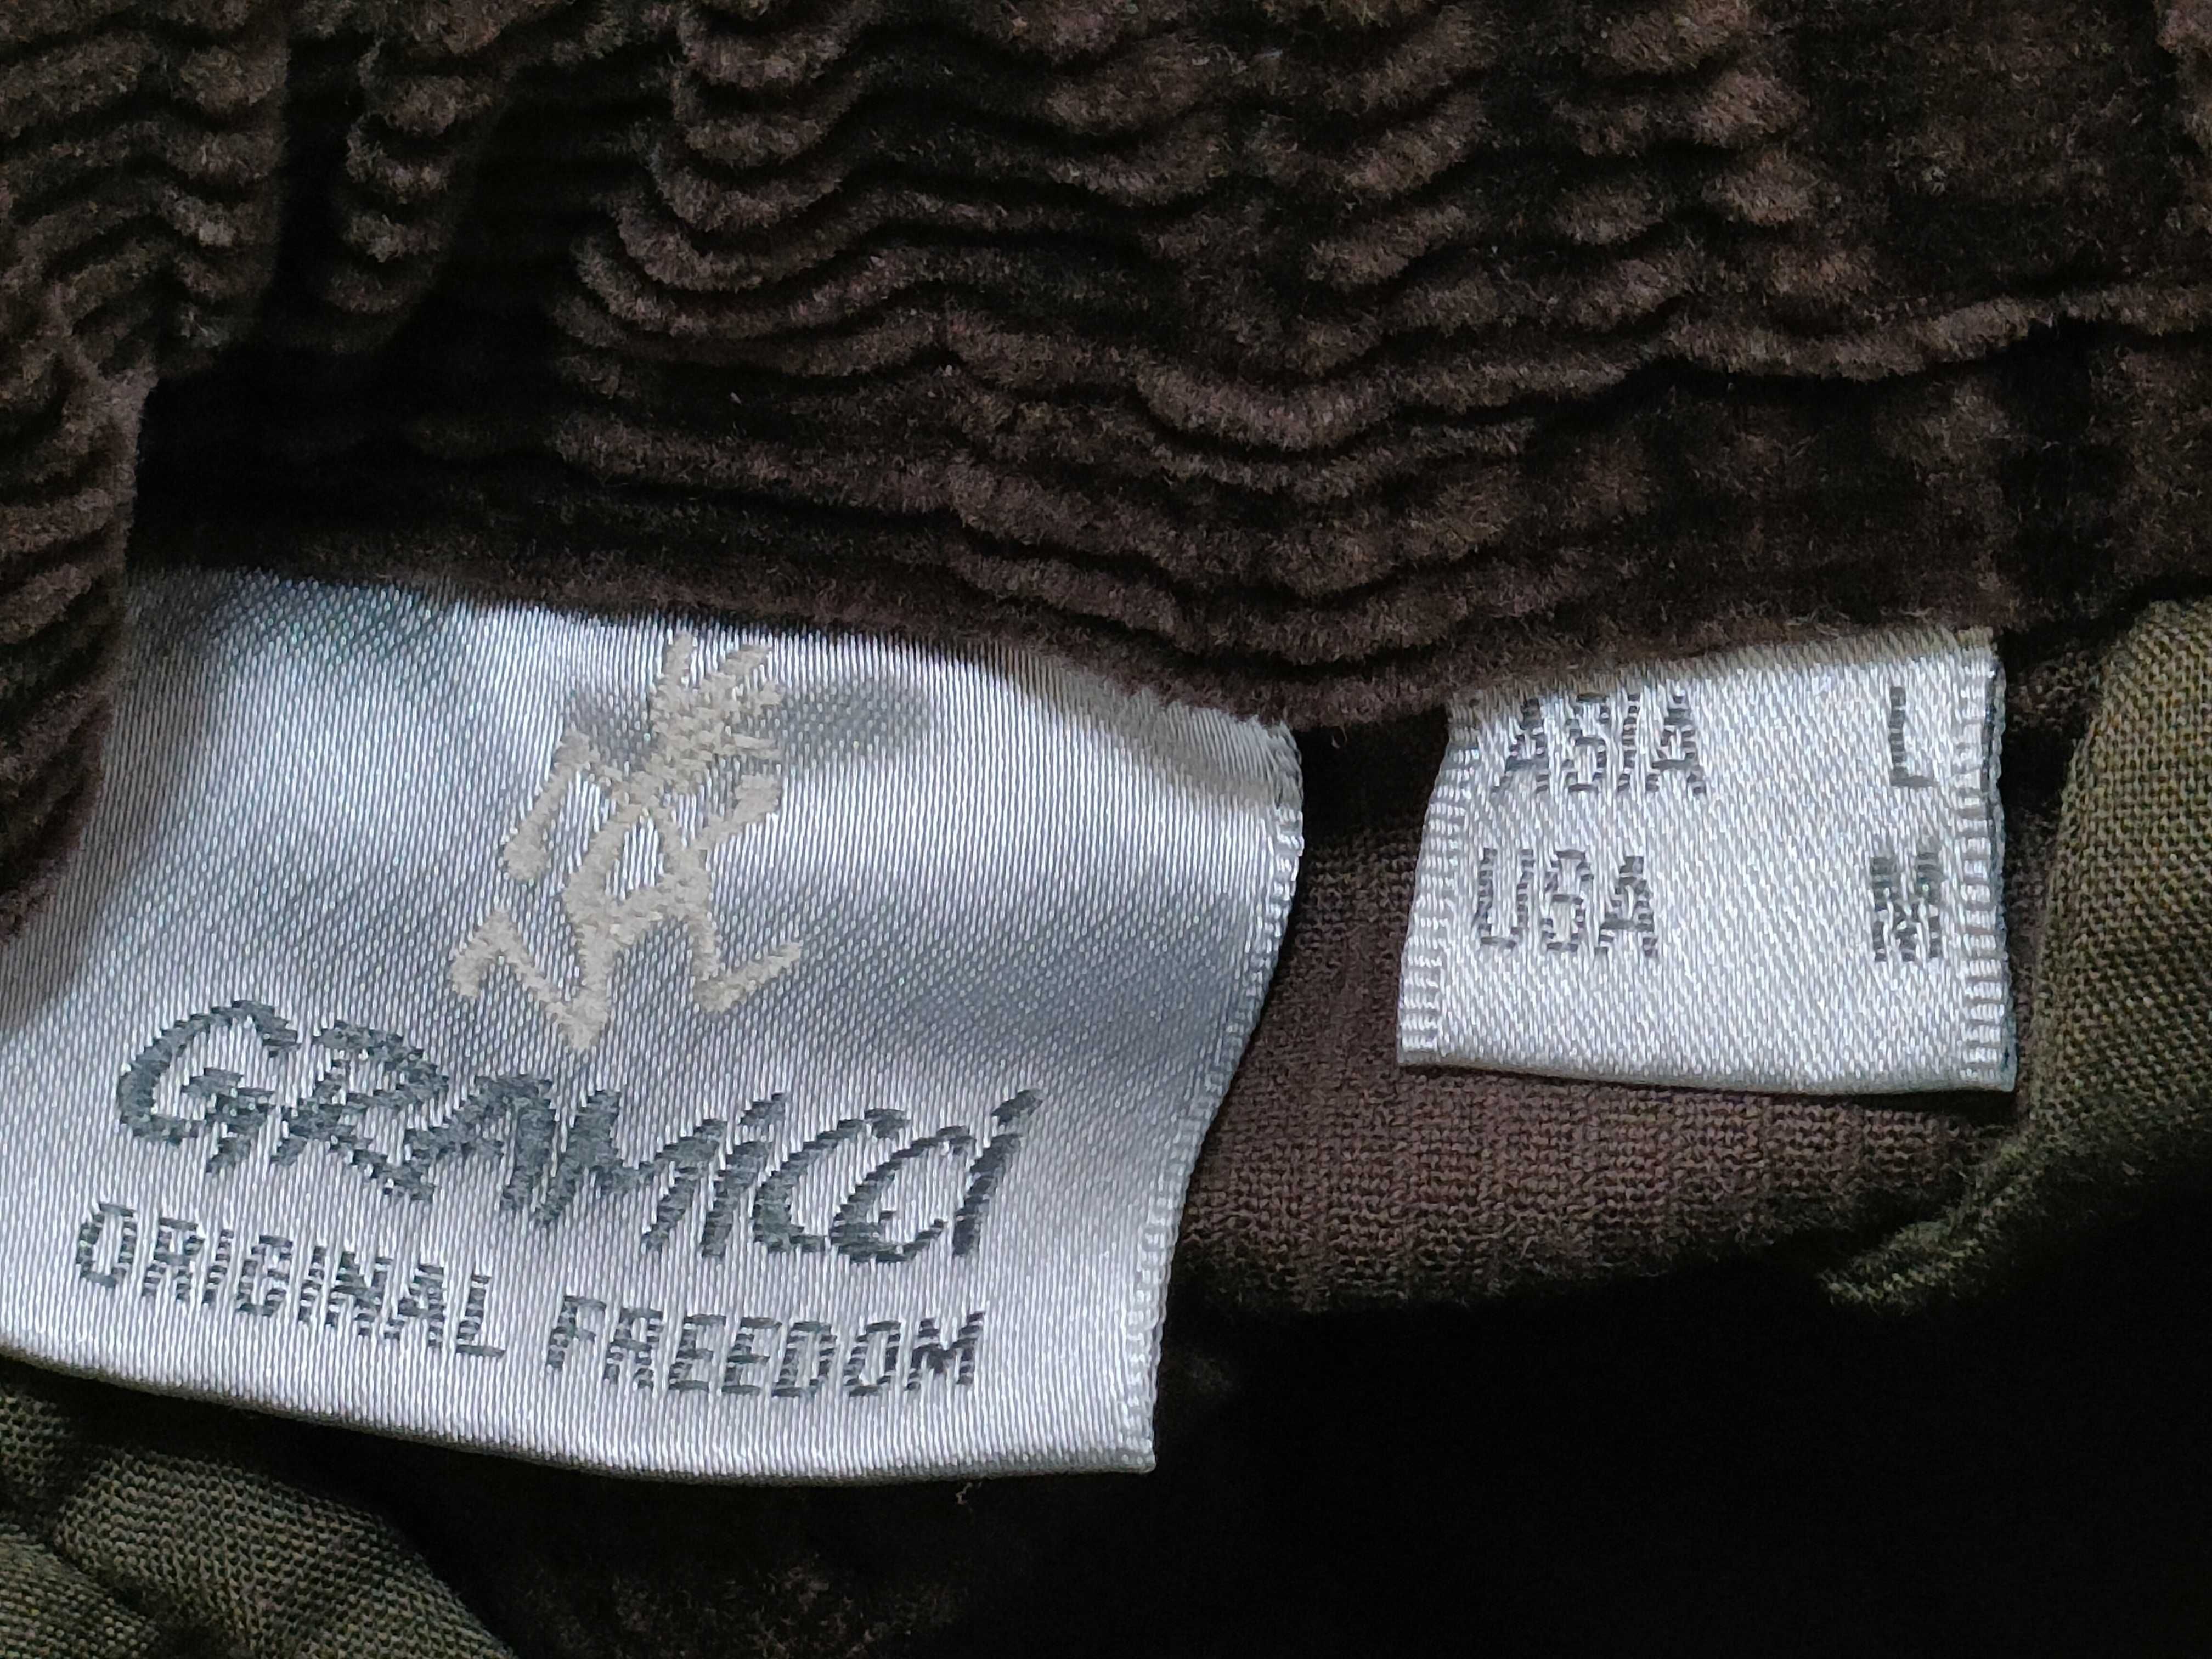 GRAMICCI
ORIGINAL FREEDOM
ASIA L
USA M